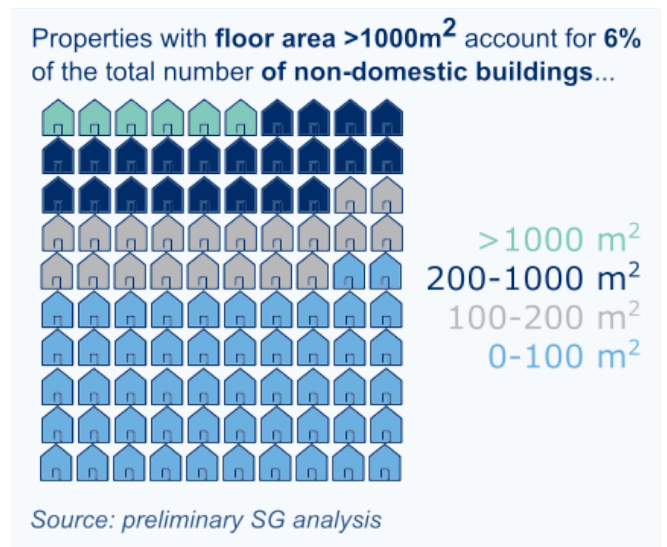 Properties with floor area >1000m² account for 6%
of the total number of non-domestic buildings...
>1000 m²
200-1000 m²
100-200 m²
0-100 m²
Source: preliminary SG analysis